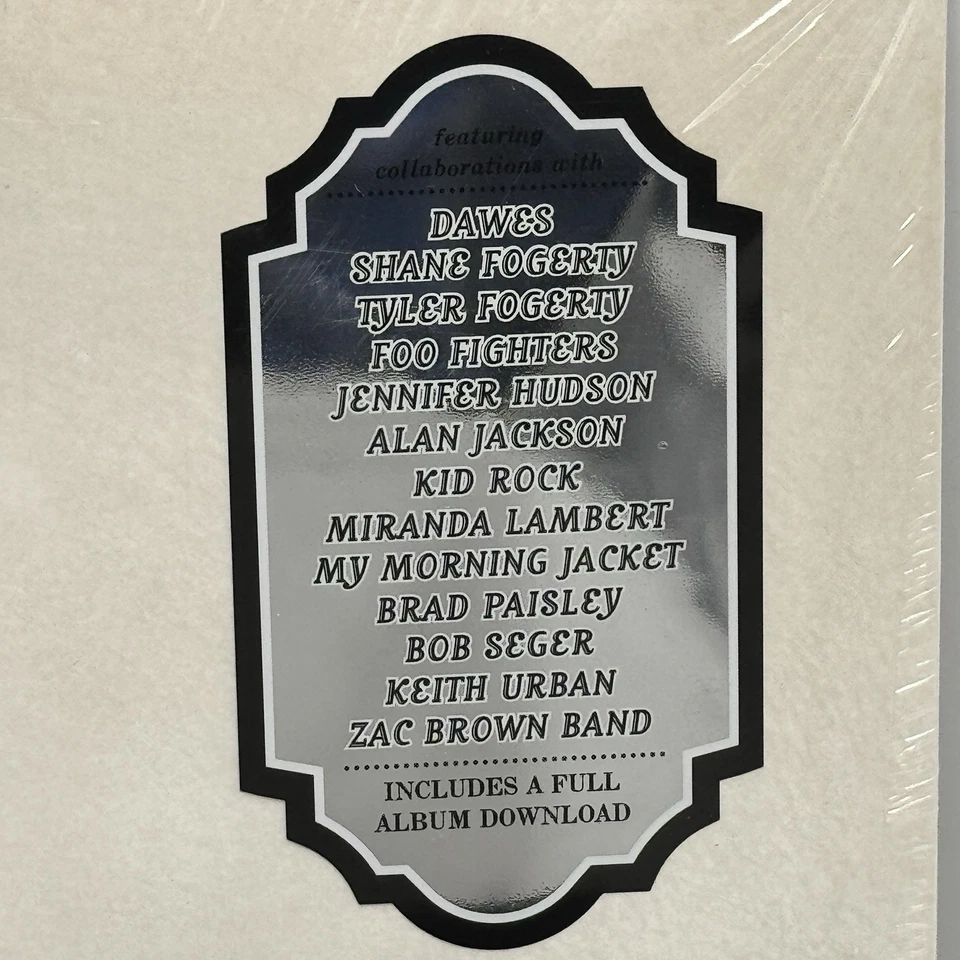 featuring
collaborations with
DAWES
SHANE FOGERTY
TYLER FOGERTY
FOO FIGHTERS
JENNIFER HUDSON
ALAN JACKSON
KID ROCK
MIRANDA LAMBERT
MY MORNING JACKET
BRAD PAISLEY
BOB SEGER
KEITH URBAN
ZAC BROWN BAND
INCLUDES A FULL
ALBUM DOWNLOAD